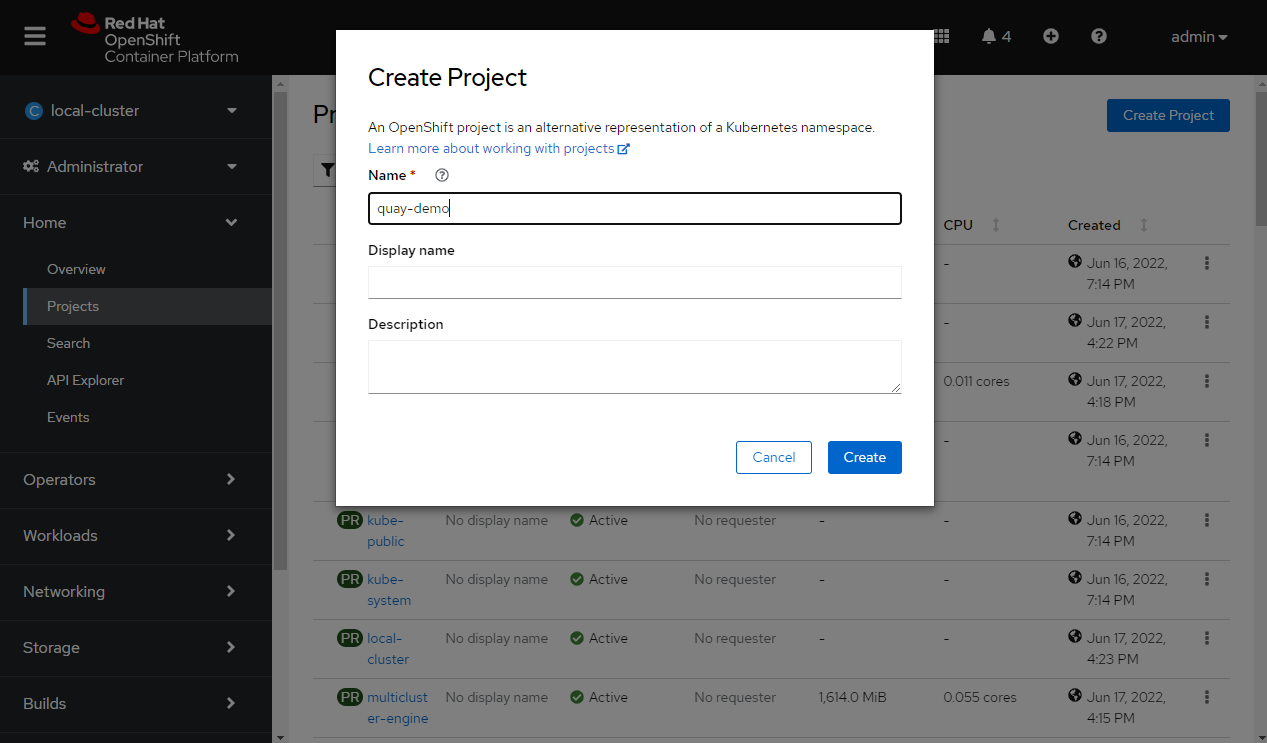 Red Hat
OpenShift
Container Platform
4
admin
C local-cluster
Administrator
Home
Overview
Projects
Search
API Explorer
Events
Operators
Workloads
Networking
Storage
Builds
Create Project
Create Project
An OpenShift project is an alternative representation of a Kubernetes namespace.
Learn more about working with projects
Name *
quay-demo
Display name
Description
Cancel Create
CPU Created
- Jun 16, 2022,
7:14 PM
- Jun 17, 2022,
4:22 PM
0.011 cores Jun 17, 2022,
4:18 PM
- Jun 16, 2022,
7:14 PM
PR kube- No display name Active No requester - - Jun 16, 2022,
public 7:14 PM
PR kube- No display name Active No requester - - Jun 16, 2022,
system 7:14 PM
PR local- No display name Active No requester - - Jun 17, 2022,
cluster 4:23 PM
PR multiclust No display name Active No requester 1,614.0 MiB 0.055 cores Jun 17, 2022,
er-engine 4:15 PM